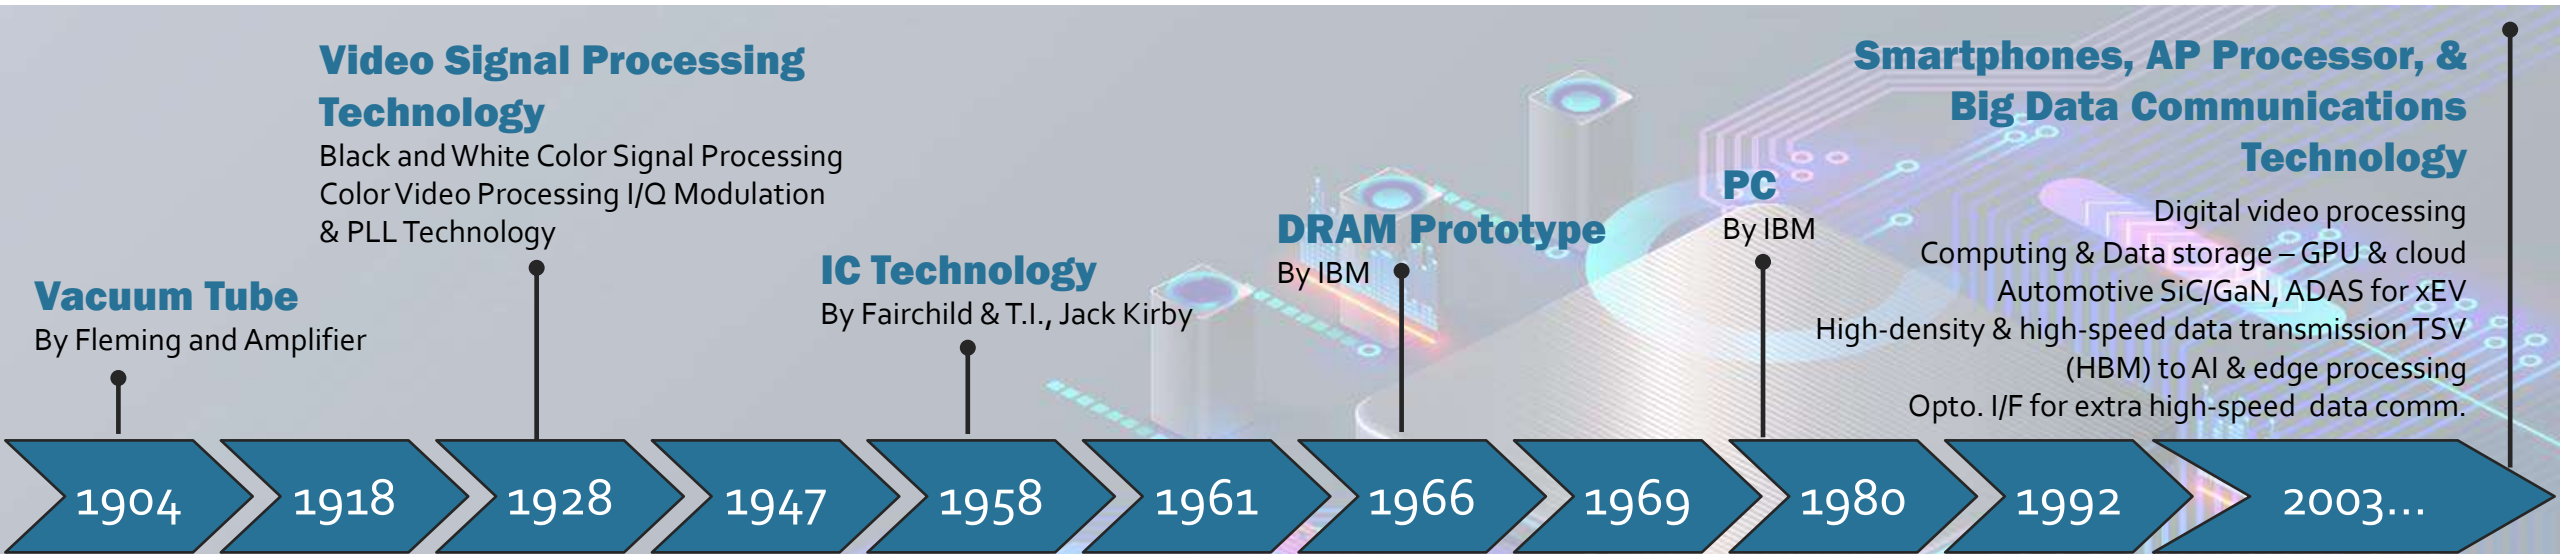 Vacuum Tube
By Fleming and Amplifier
Video Signal Processing
Technology
Black and White Color Signal Processing
Color Video Processing I/Q Modulation
& PLL Technology
IC Technology
By Fairchild & T.I., Jack Kirby
DRAM Prototype
By IBM
PC
By IBM
Smartphones, AP Processor, &
Big Data Communications
Technology
Digital video processing
Computing & Data storage – GPU & cloud
Automotive SiC/GaN, ADAS for xEV
High-density & high-speed data transmission TSV
(HBM) to AI & edge processing
Opto. I/F for extra high-speed data comm.
1904
1918
1928
1947
1958
1961
1966
1969
1980
1992
2003...